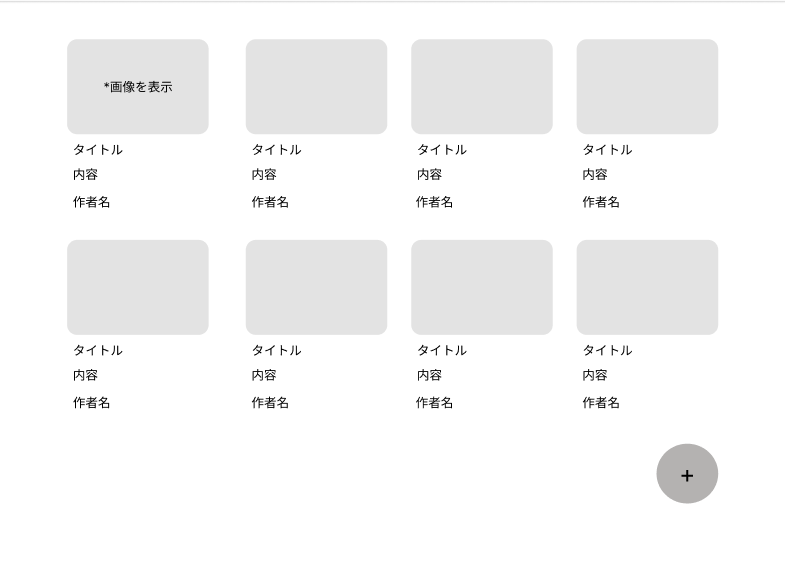 *画像を表示
タイトル タイトル タイトル タイトル
内容 内容 内容 内容
作者名 作者名 作者名 作者名
タイトル タイトル タイトル タイトル
内容 内容 内容 内容
作者名 作者名 作者名 作者名
+